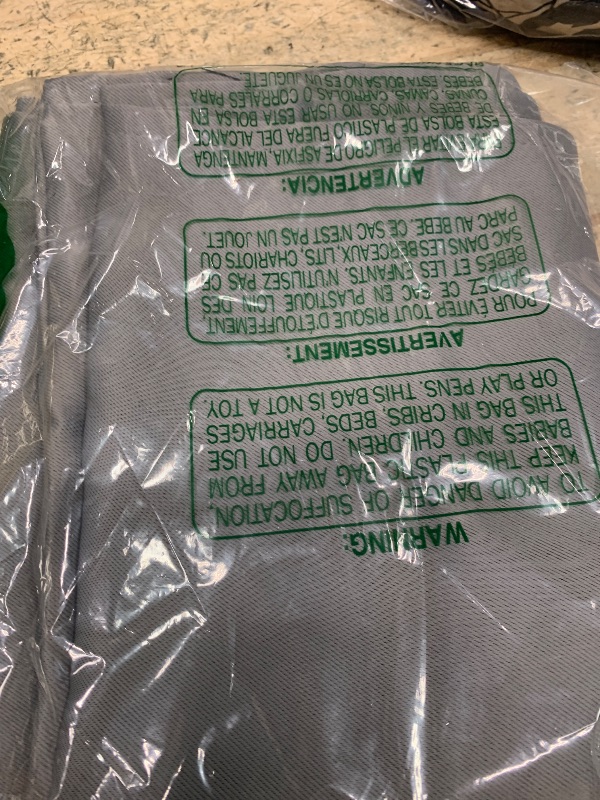 WARNING:
TO AVOID DANGER OF SUFFOCATION,
KEEP THIS PLASTIC BAG AWAY FROM
BABIES AND CHILDREN. DO NOT USE
THIS BAG IN CRIBS, BEDS, CARRIAGES
OR PLAY PENS. THIS BAG IS NOT A TOY
AVERTISSEMENT:
POUR ÉVITER TOUT RISQUE D'ÉTOUFFEMENT,
GARDEZ CE SAC EN PLASTIQUE LOIN DES
BEBES ET LES ENFANTS. N'UTILISEZ PAS CE
SAC DANS LES BERCEAUX, LITS, CHARIOTS OU
PARC AU BEBE. CE SAC N'EST PAS UN JOUET.
ADVERTENCIA:
PARA EVITAR EL PELIGRO DE ASFIXIA, MANTENGA
ESTA BOLSA DE PLASTICO FUERA DEL ALCANCE
DE BEBES Y NINOS. NO USAR ESTA BOLSA EN
CUNAS, CAMAS, CARRIOLAS O CORRALES PARA
BEBES. ESTA BOLSA NO ES UN JUGUETE.